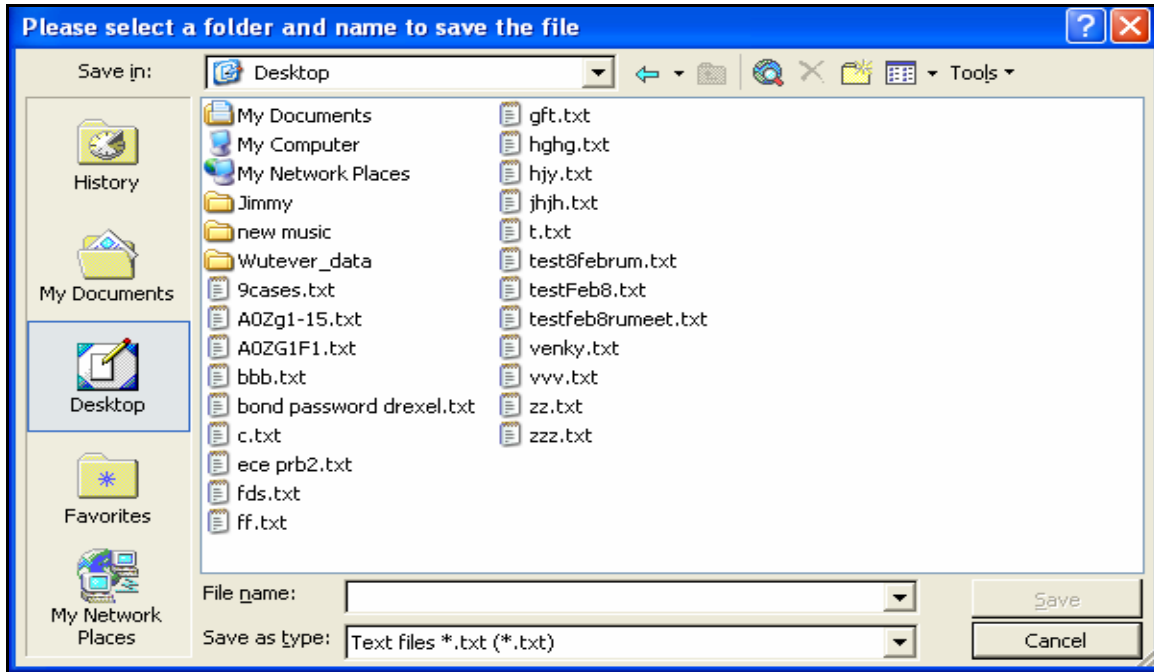 Please select a folder and name to save the file
Save in:
Desktop
Tools
History
My Documents
Desktop
Favorites
My Network
Places
My Documents
My Computer
My Network Places
Jimmy
new music
Wutever_data
9cases.txt
A0Zg1-15.txt
A0ZG1F1.txt
bbb.txt
bond password drexel.txt
c.txt
ece prb2.txt
fds.txt
ff.txt
gft.txt
hghg.txt
hjy.txt
jhjh.txt
t.txt
test8februm.txt
testFeb8.txt
testfeb8rumeet.txt
venky.txt
vvv.txt
zz.txt
zzz.txt
File name:
Save
Save as type:
Text files *.txt (*.txt)
Cancel